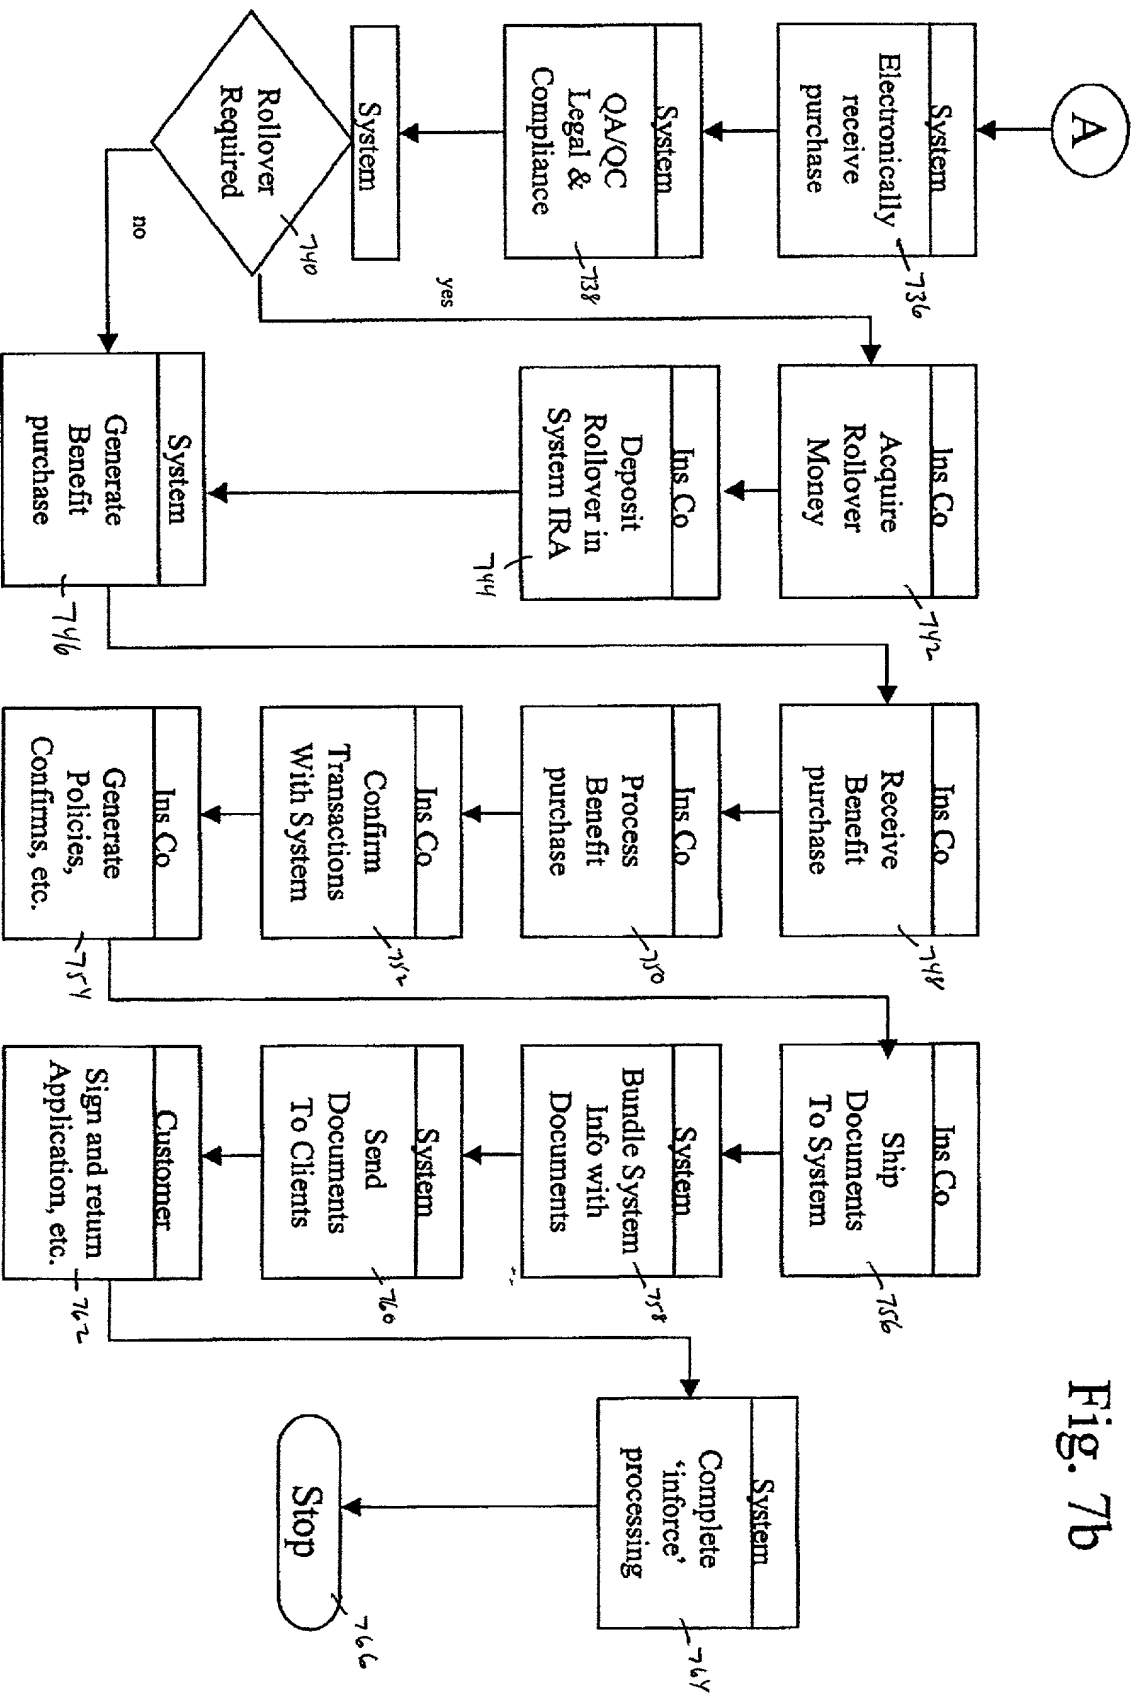 Fig. 7b
A
System
Electronically
receive
purchase
736
System
QA/QC
Legal &
Compliance
738
System
Rollover
Required
740
yes
no
Ins Co
Acquire
Rollover
Money
742
Ins Co
Deposit
Rollover in
System IRA
744
System
Generate
Benefit
purchase
746
Ins Co
Receive
Benefit
purchase
748
Ins Co
Process
Benefit
purchase
750
Ins Co
Confirm
Transactions
With System
752
Ins Co
Generate
Policies,
Confirms, etc.
754
Ins Co
Ship
Documents
To System
756
System
Bundle System
Info with
Documents
758
System
Send
Documents
To Clients
760
Customer
Sign and return
Application, etc.
762
System
Complete
‘inforce’
processing
764
Stop
766